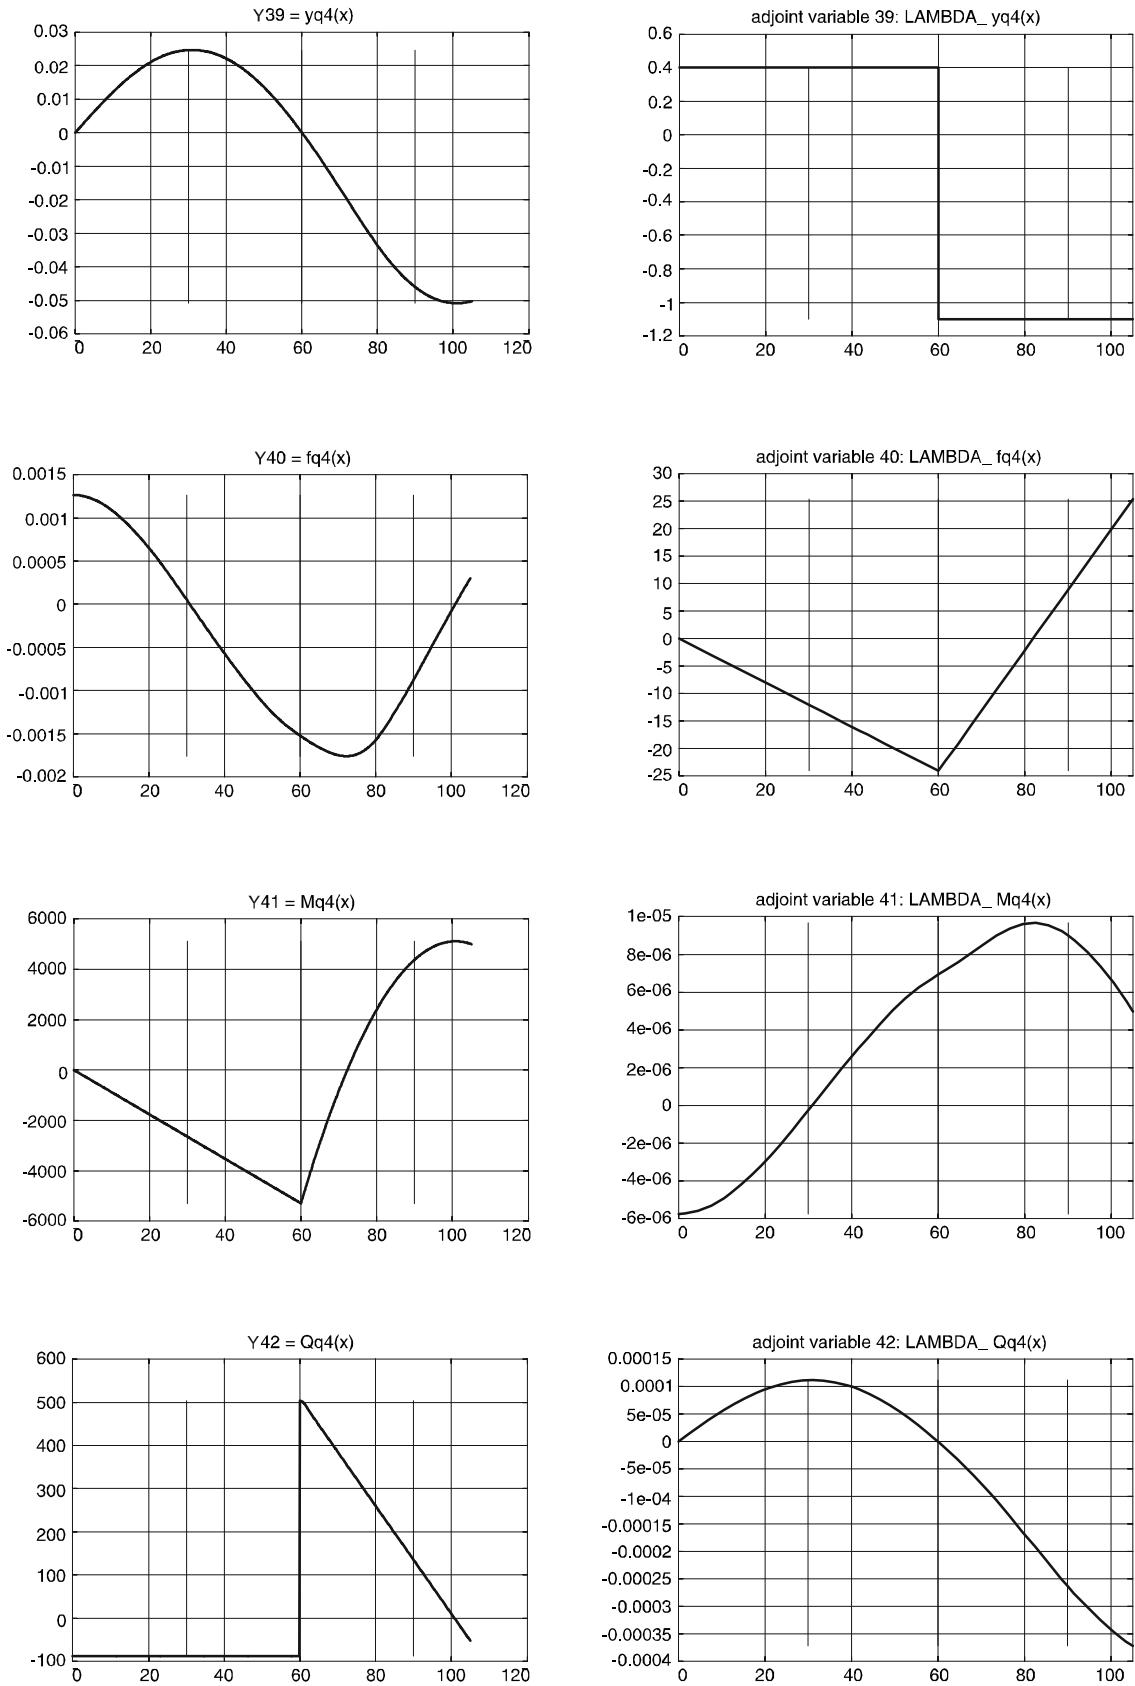 Y39 = yq4(x)
0.03
0.02
0.01
0
-0.01
-0.02
-0.03
-0.04
-0.05
-0.06
0 20 40 60 80 100 120
adjoint variable 39: LAMBDA_ yq4(x)
0.6
0.4
0.2
0
-0.2
-0.4
-0.6
-0.8
-1
-1.2
0 20 40 60 80 100
Y40 = fq4(x)
0.0015
0.001
0.0005
0
-0.0005
-0.001
-0.0015
-0.002
0 20 40 60 80 100 120
adjoint variable 40: LAMBDA_ fq4(x)
30
25
20
15
10
5
0
-5
-10
-15
-20
-25
0 20 40 60 80 100
Y41 = Mq4(x)
6000
4000
2000
0
-2000
-4000
-6000
0 20 40 60 80 100 120
adjoint variable 41: LAMBDA_ Mq4(x)
1e-05
8e-06
6e-06
4e-06
2e-06
0
-2e-06
-4e-06
-6e-06
0 20 40 60 80 100
Y42 = Qq4(x)
600
500
400
300
200
100
0
-100
0 20 40 60 80 100 120
adjoint variable 42: LAMBDA_ Qq4(x)
0.00015
0.0001
5e-05
0
-5e-05
-1e-04
-0.00015
-0.0002
-0.00025
-0.0003
-0.00035
-0.0004
0 20 40 60 80 100